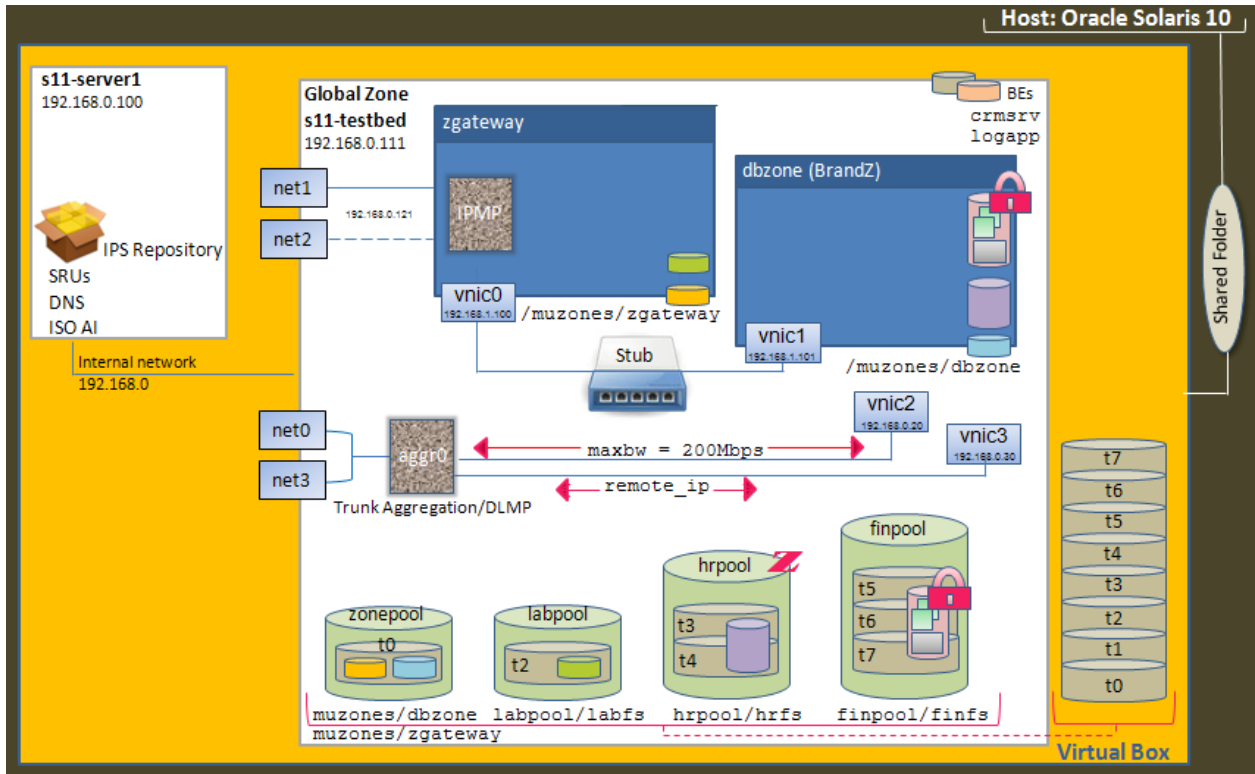 Host: Oracle Solaris 10
s11-server1
192.168.0.100
IPS Repository
SRUs
DNS
ISO AI
Internal network
192.168.0
Global Zone
s11-testbed
192.168.0.111
BEs
crmsrv
logapp
zgateway
net1
192.168.0.121
net2
IPMP
vnic0
192.168.1.100
/muzones/zgateway
dbzone (BrandZ)
vnic1
192.168.1.101
/muzones/dbzone
Stub
Shared Folder
net0
net3
aggr0
Trunk Aggregation/DLMP
maxbw = 200Mbps
remote_ip
vnic2
192.168.0.20
vnic3
192.168.0.30
zonepool
t0
muzones/dbzone
muzones/zgateway
labpool
t2
labpool/labfs
hrpool
t3
t4
hrpool/hrfs
finpool
t5
t6
t7
finpool/finfs
t7
t6
t5
t4
t3
t2
t1
t0
Virtual Box